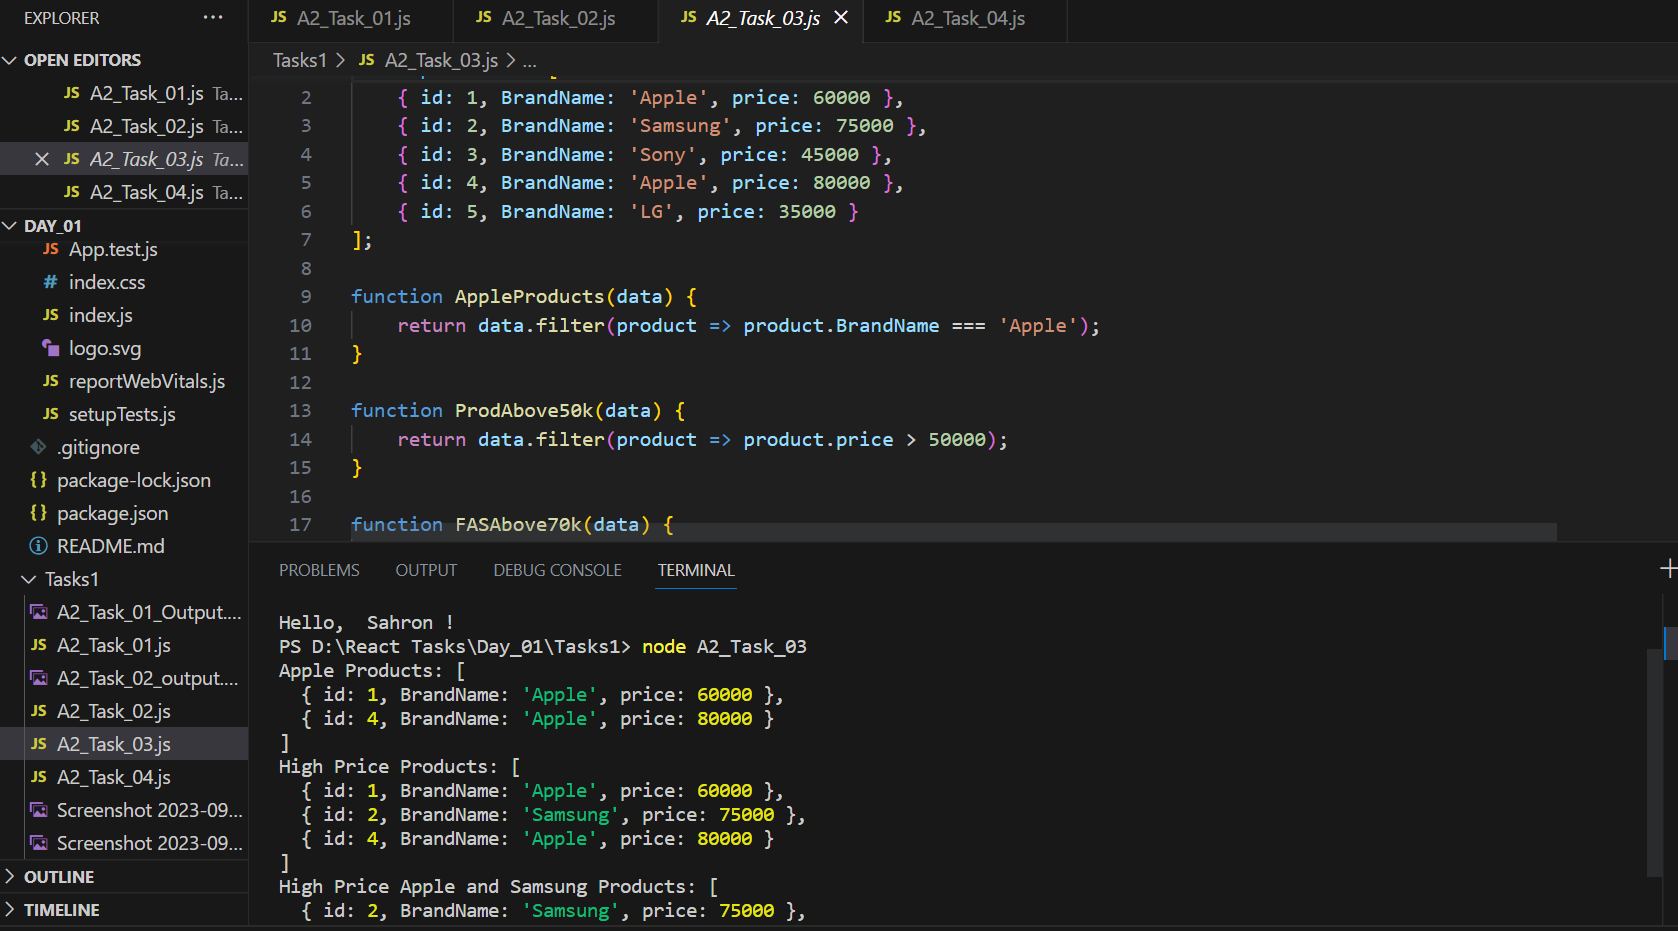 EXPLORER ···
OPEN EDITORS
JS A2_Task_01.js Ta...
JS A2_Task_02.js Ta...
JS A2_Task_03.js Ta...
JS A2_Task_04.js Ta...
DAY_01
JS App.test.js
# index.css
JS index.js
logo.svg
JS reportWebVitals.js
JS setupTests.js
.gitignore
{} package-lock.json
{} package.json
README.md
Tasks1
A2_Task_01_Output....
JS A2_Task_01.js
A2_Task_02_output....
JS A2_Task_02.js
JS A2_Task_03.js
JS A2_Task_04.js
Screenshot 2023-09...
Screenshot 2023-09...
OUTLINE
TIMELINE
JS A2_Task_01.js JS A2_Task_02.js JS A2_Task_03.js JS A2_Task_04.js
Tasks1 > JS A2_Task_03.js > ...
2 { id: 1, BrandName: 'Apple', price: 60000 },
3 { id: 2, BrandName: 'Samsung', price: 75000 },
4 { id: 3, BrandName: 'Sony', price: 45000 },
5 { id: 4, BrandName: 'Apple', price: 80000 },
6 { id: 5, BrandName: 'LG', price: 35000 }
7 ];
8
9 function AppleProducts(data) {
10 return data.filter(product => product.BrandName === 'Apple');
11 }
12
13 function ProdAbove50k(data) {
14 return data.filter(product => product.price > 50000);
15 }
16
17 function FASAbove70k(data) {
PROBLEMS OUTPUT DEBUG CONSOLE TERMINAL
Hello,  Sahron !
PS D:\React Tasks\Day_01\Tasks1> node A2_Task_03
Apple Products: [
{ id: 1, BrandName: 'Apple', price: 60000 },
{ id: 4, BrandName: 'Apple', price: 80000 }
]
High Price Products: [
{ id: 1, BrandName: 'Apple', price: 60000 },
{ id: 2, BrandName: 'Samsung', price: 75000 },
{ id: 4, BrandName: 'Apple', price: 80000 }
]
High Price Apple and Samsung Products: [
{ id: 2, BrandName: 'Samsung', price: 75000 },